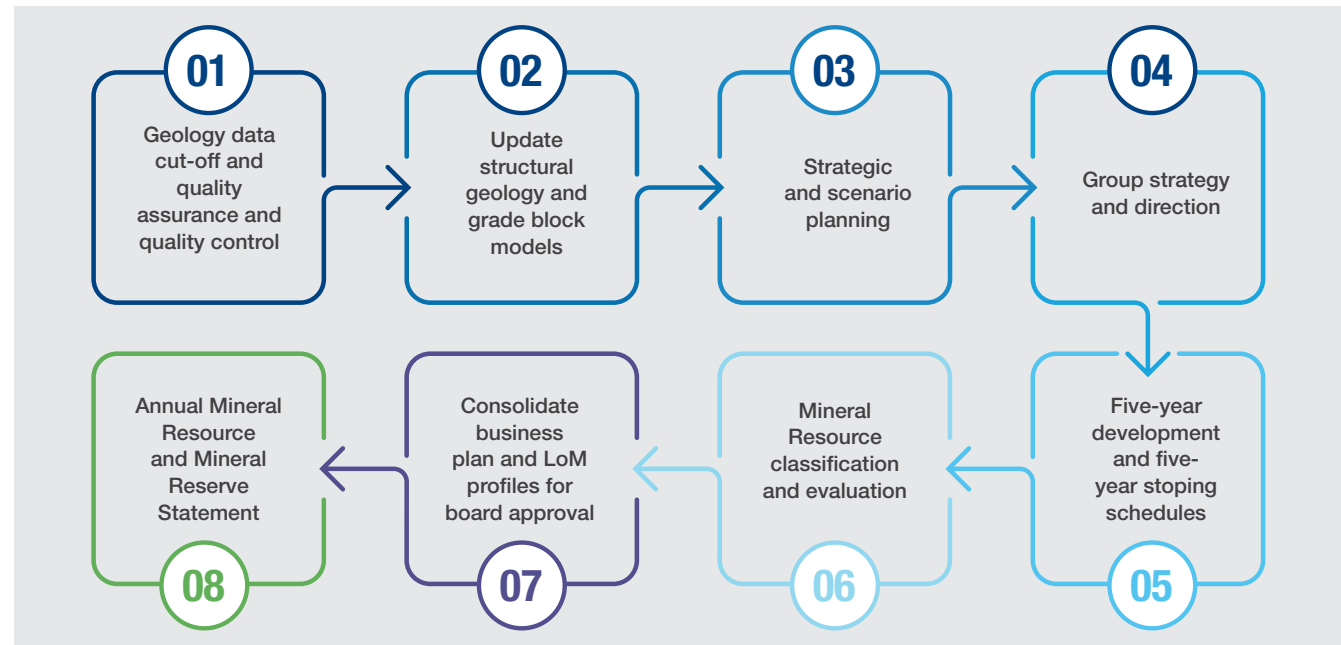 01
Geology data
cut-off and
quality
assurance and
quality control
02
Update
structural
geology and
grade block
models
03
Strategic
and scenario
planning
04
Group strategy
and direction
Five-year
development
and five-
year stoping
schedules
05
Mineral
Resource
classification
and evaluation
06
Consolidate
business
plan and LoM
profiles for
board approval
07
Annual Mineral
Resource
and Mineral
Reserve
Statement
08